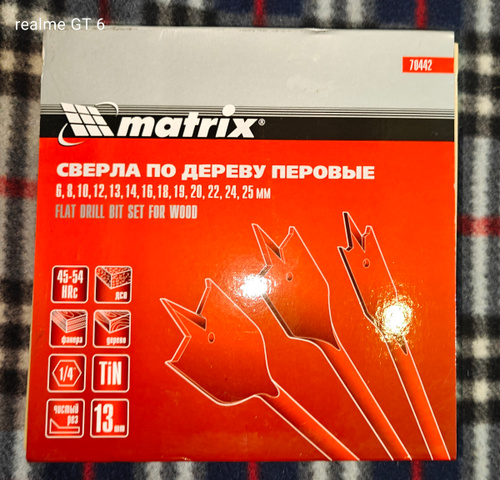 realme GT 6
70442
matrix®
СВЕРЛА ПО ДЕРЕВУ ПЕРОВЫЕ
6, 8, 10, 12, 13, 14, 16, 18, 19, 20, 22, 24, 25 ММ
FLAT DRILL BIT SET FOR WOOD
45-54
HRc
дсп
фанера
дерево
1/4"
TiN
чистый
рез
13
шт